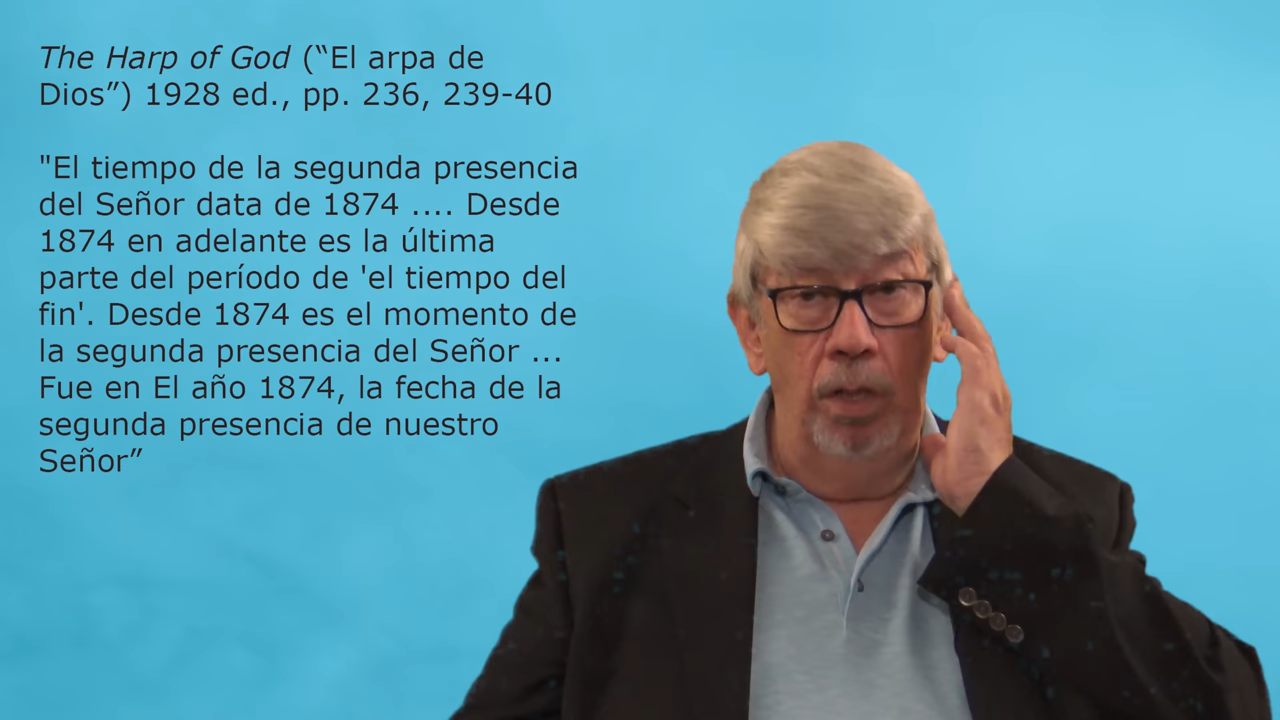 The Harp of God (“El arpa de
Dios”) 1928 ed., pp. 236, 239-40
"El tiempo de la segunda presencia
del Señor data de 1874 .... Desde
1874 en adelante es la última
parte del período de 'el tiempo del
fin'. Desde 1874 es el momento de
la segunda presencia del Señor ...
Fue en El año 1874, la fecha de la
segunda presencia de nuestro
Señor”